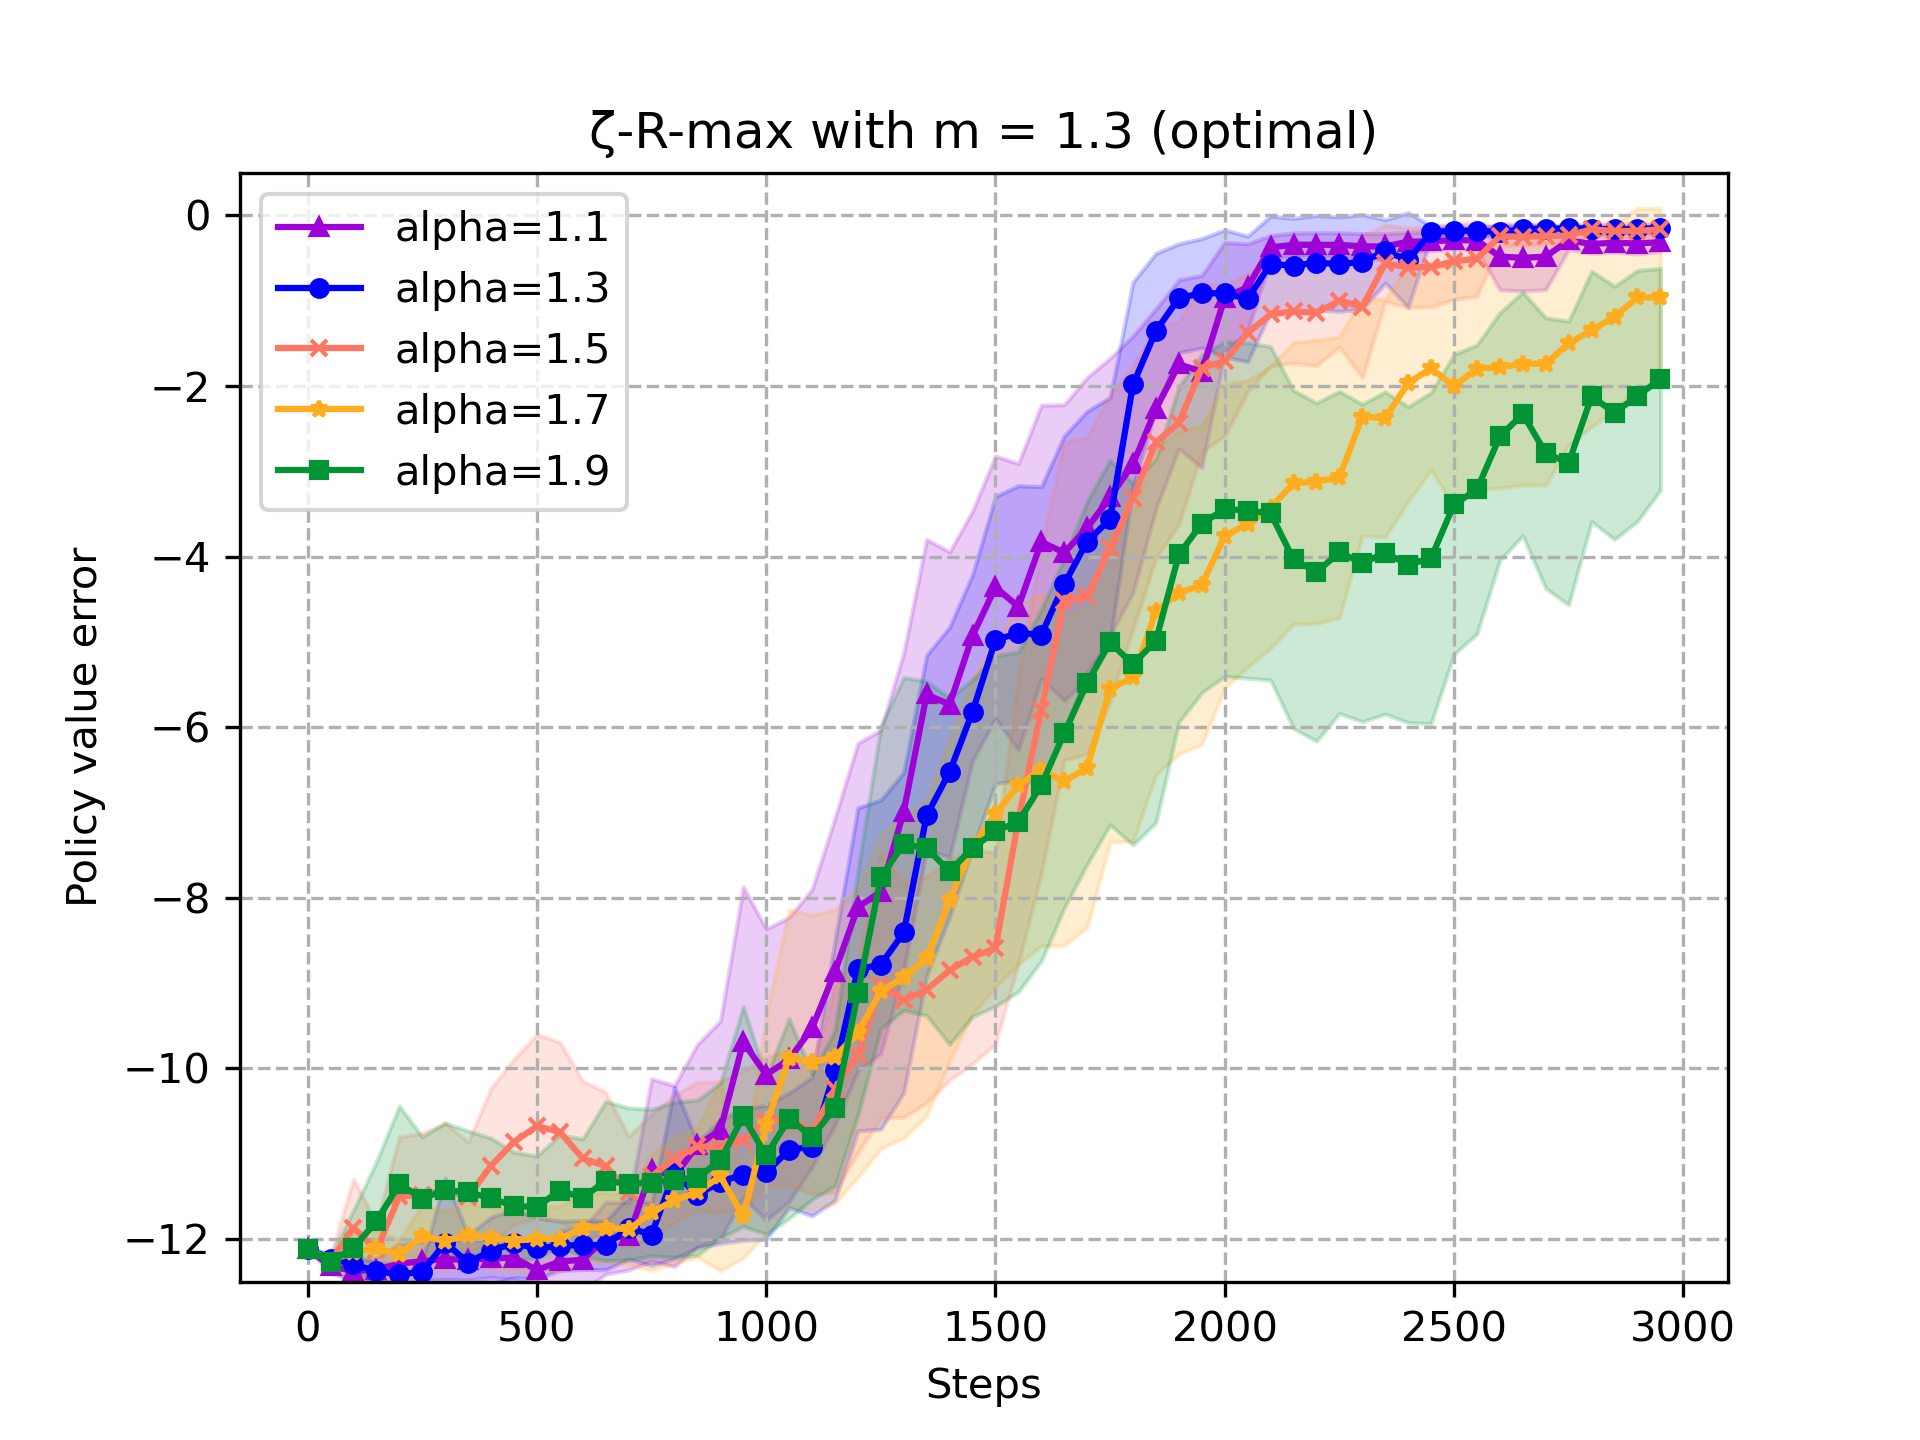 ζ-R-max with m = 1.3 (optimal)
alpha=1.1
alpha=1.3
alpha=1.5
alpha=1.7
alpha=1.9
Policy value error
0
−2
−4
−6
−8
−10
−12
0 500 1000 1500 2000 2500 3000
Steps